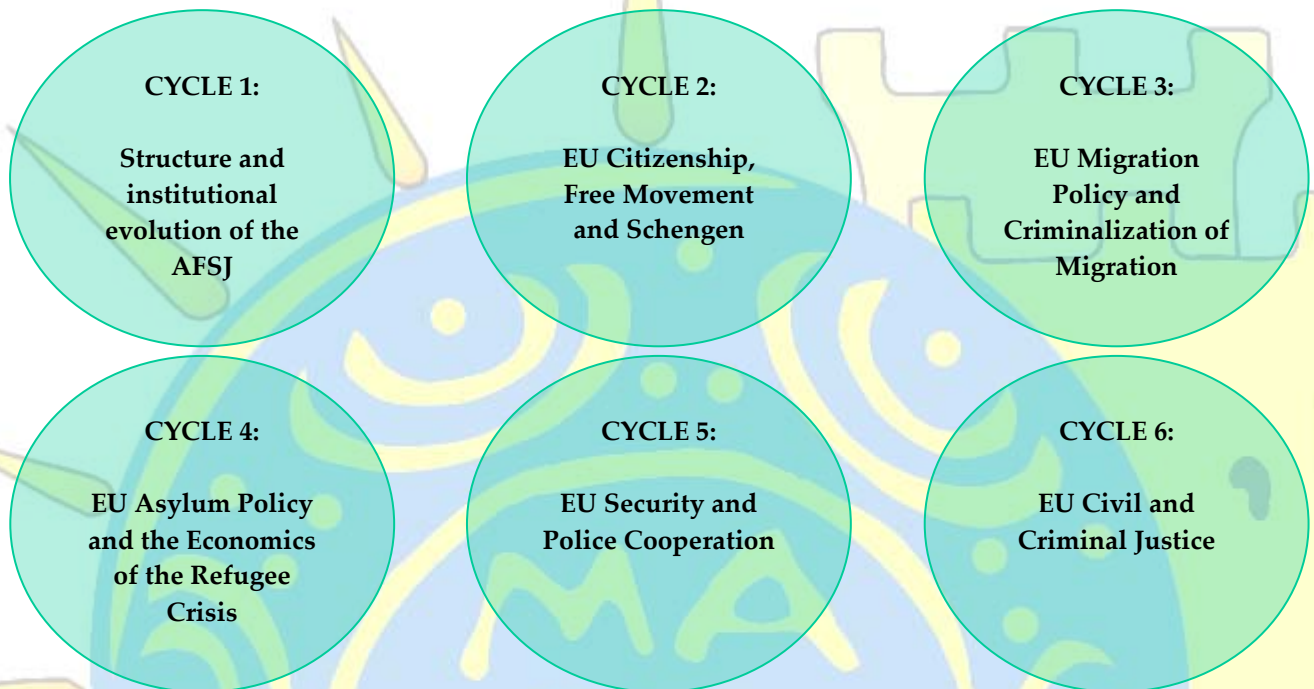 CYCLE 1:
Structure and
institutional
evolution of the
AFSJ
CYCLE 2:
EU Citizenship,
Free Movement
and Schengen
CYCLE 3:
EU Migration
Policy and
Criminalization of
Migration
CYCLE 4:
EU Asylum Policy
and the Economics
of the Refugee
Crisis
CYCLE 5:
EU Security and
Police Cooperation
CYCLE 6:
EU Civil and
Criminal Justice
MA